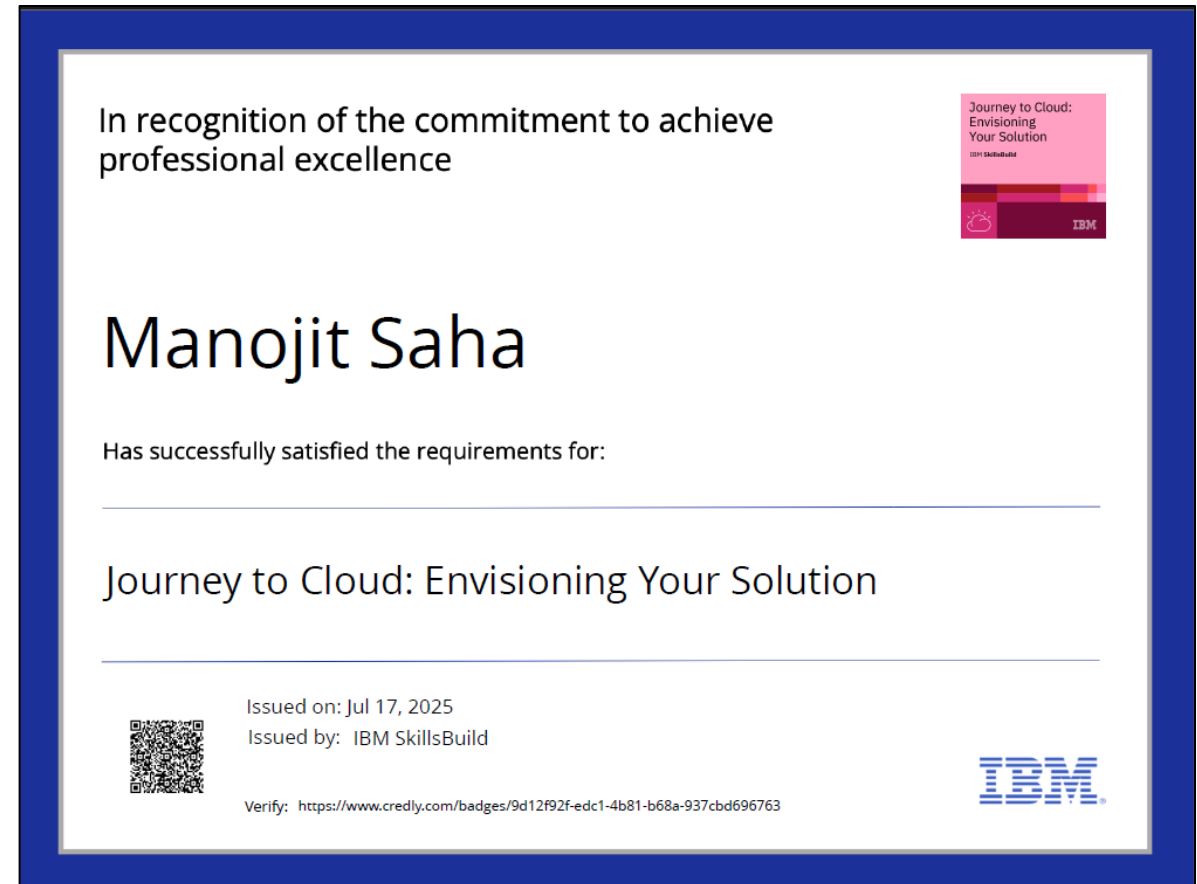 In recognition of the commitment to achieve
professional excellence
Journey to Cloud:
Envisioning
Your Solution
IBM SkillsBuild
IBM
Manojit Saha
Has successfully satisfied the requirements for:
Journey to Cloud: Envisioning Your Solution
Issued on: Jul 17, 2025
Issued by: IBM SkillsBuild
Verify: https://www.credly.com/badges/9d12f92f-edc1-4b81-b68a-937cbd696763
IBM